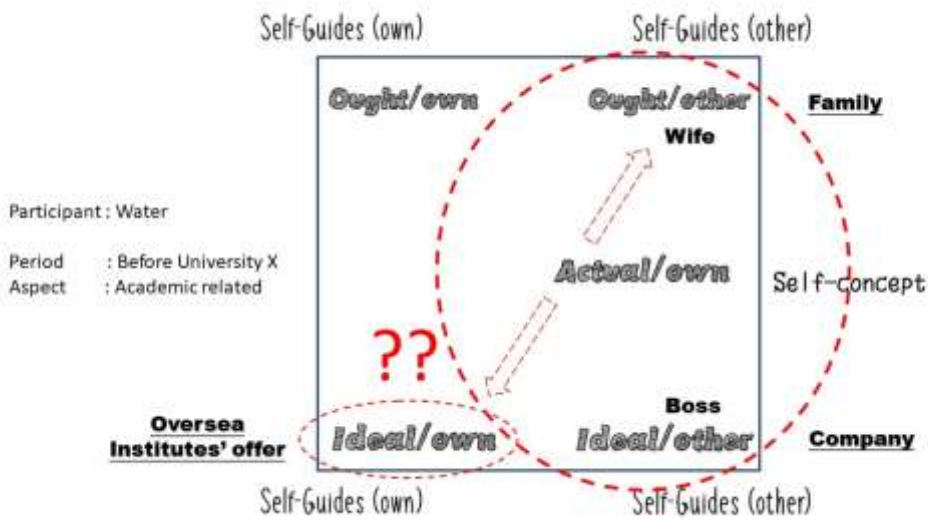 Self-Guides (own) Self-Guides (other)
Ought/own Ought/other Family
Wife
Participant : Water
Period : Before University X
Aspect : Academic related
Actual/own Self-concept
??
Boss
Oversea
Institutes' offer
Ideal/own Ideal/other Company
Self-Guides (own) Self-Guides (other)